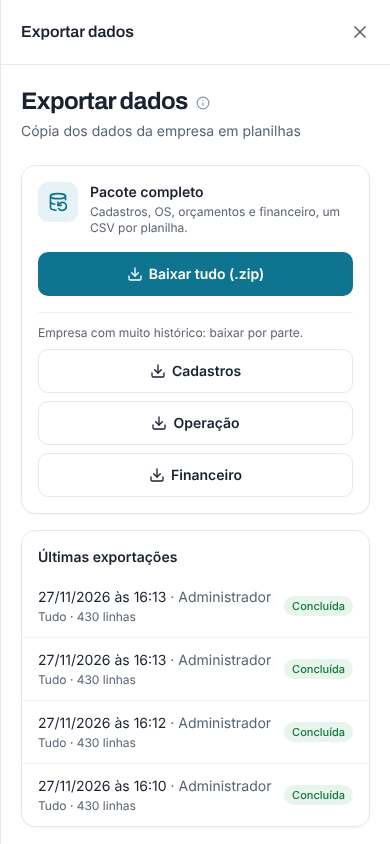 Exportar dados
Exportar dados
Cópia dos dados da empresa em planilhas
Pacote completo
Cadastros, OS, orçamentos e financeiro, um
CSV por planilha.
Baixar tudo (.zip)
Empresa com muito histórico: baixar por parte.
Cadastros
Operação
Financeiro
Últimas exportações
27/11/2026 às 16:13 · Administrador
Tudo · 430 linhas
Concluída
27/11/2026 às 16:13 · Administrador
Tudo · 430 linhas
Concluída
27/11/2026 às 16:12 · Administrador
Tudo · 430 linhas
Concluída
27/11/2026 às 16:10 · Administrador
Tudo · 430 linhas
Concluída